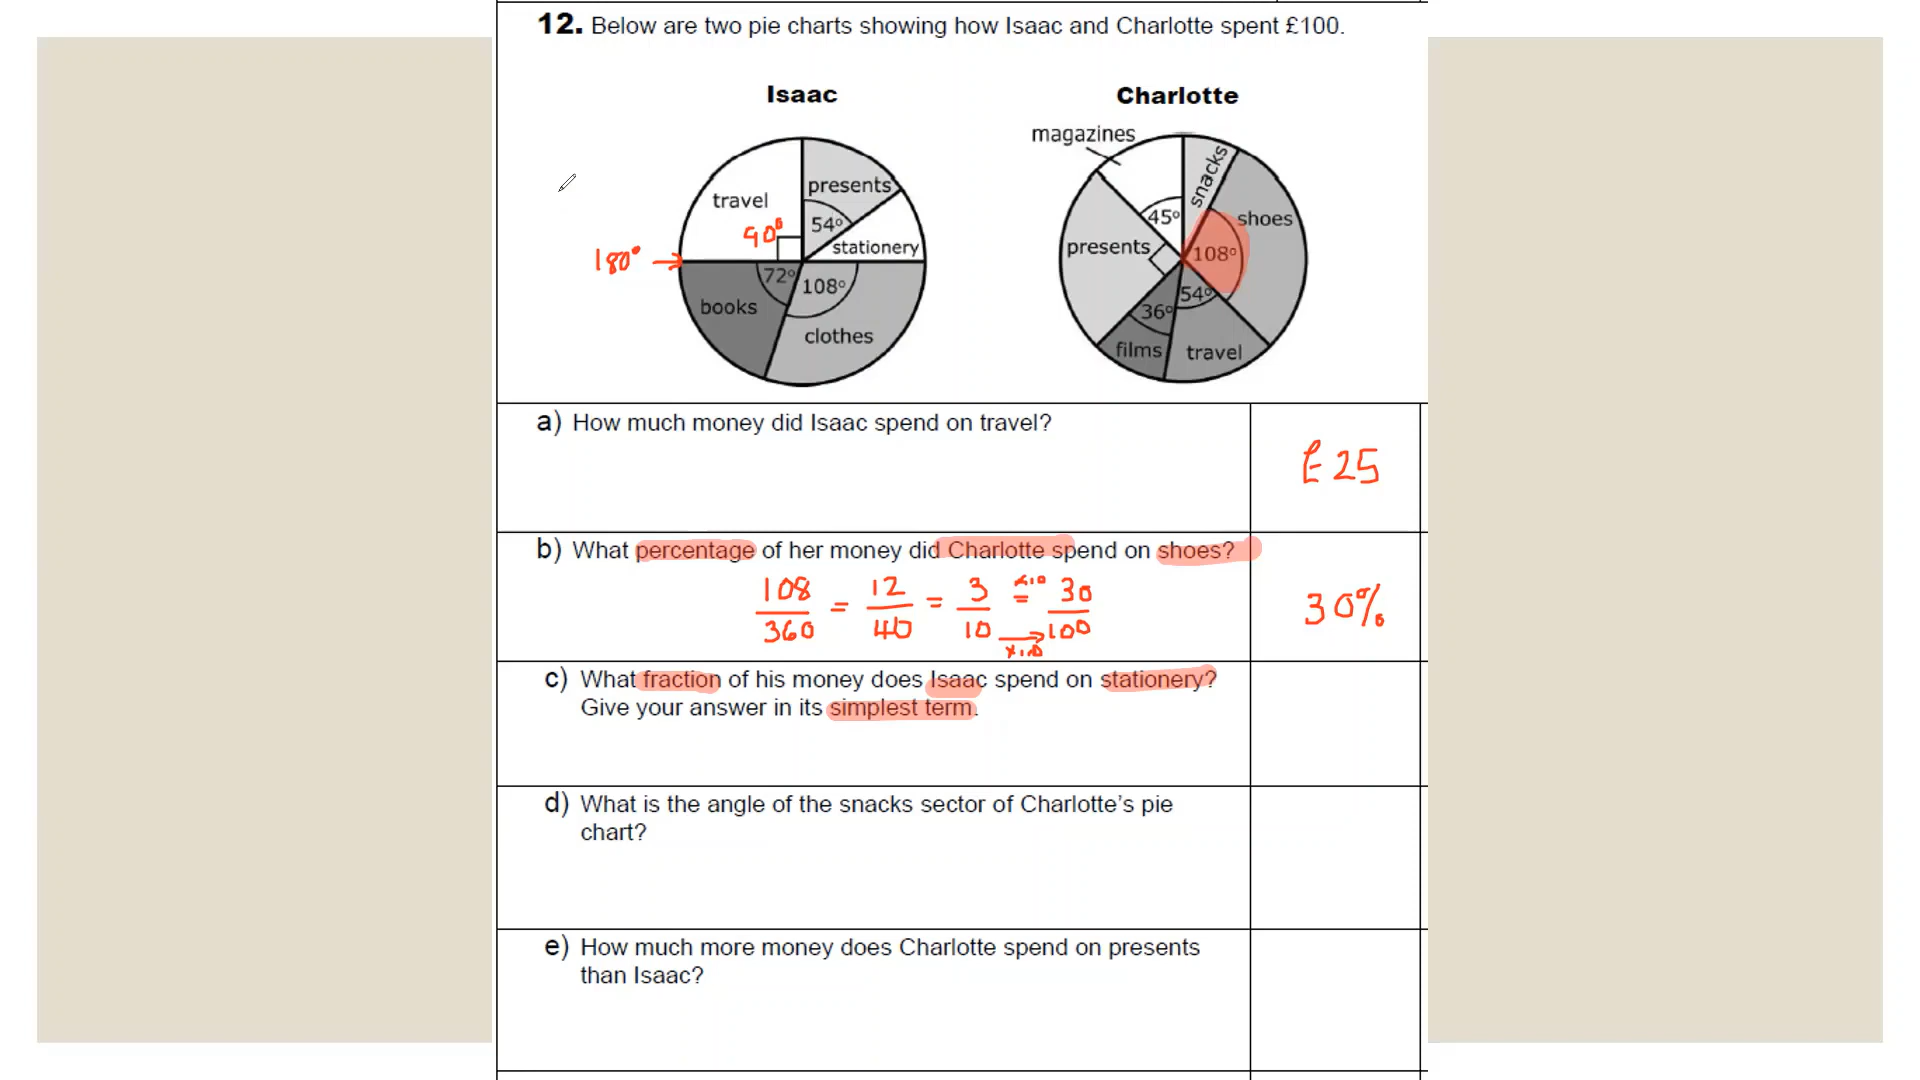 12. Below are two pie charts showing how Isaac and Charlotte spent £100.
Isaac
Charlotte
travel
presents
54°
stationery
90°
180°
72°
108°
books
clothes
magazines
snacks
45°
shoes
presents
108°
54°
36°
films
travel
a) How much money did Isaac spend on travel?
£25
b) What percentage of her money did Charlotte spend on shoes?
108/360 = 12/40 = 3/10 = 30/100
×10
×10
30%
c) What fraction of his money does Isaac spend on stationery?
Give your answer in its simplest term.
d) What is the angle of the snacks sector of Charlotte’s pie
chart?
e) How much more money does Charlotte spend on presents
than Isaac?